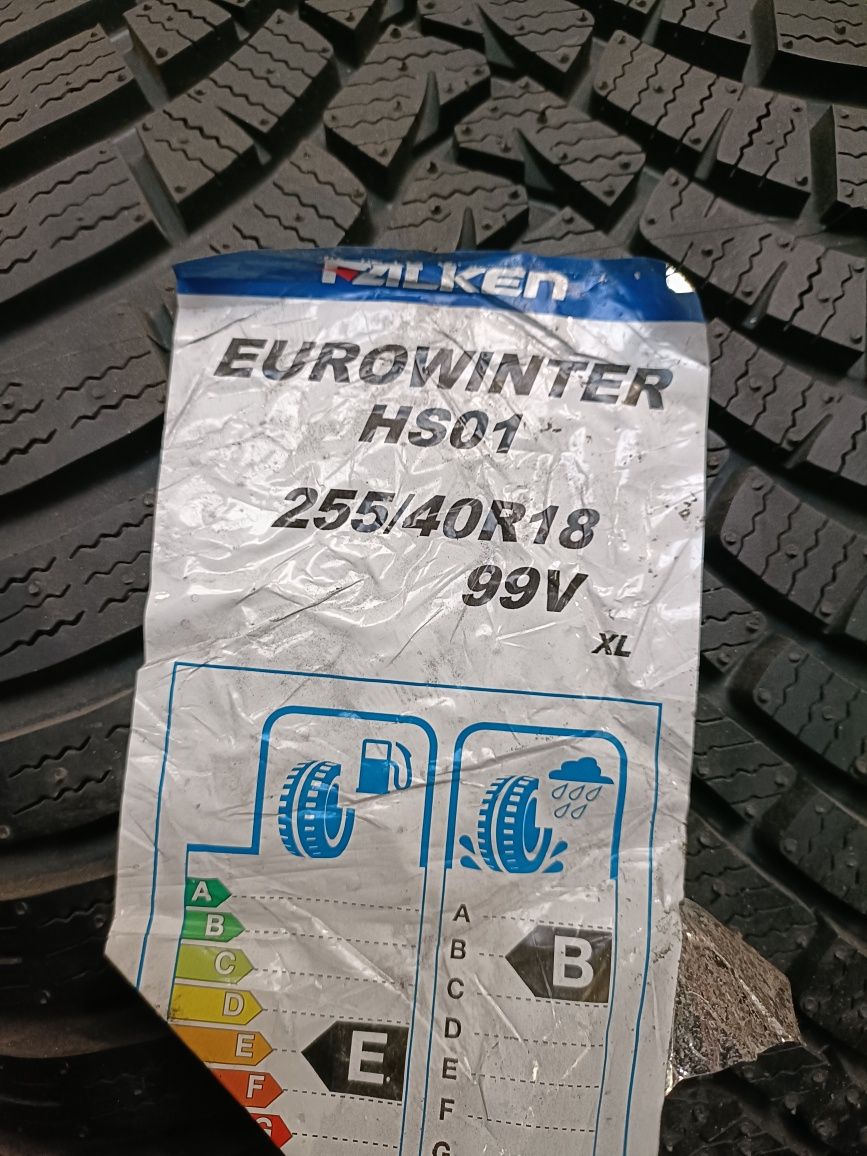 FALKEN
EUROWINTER
HS01
255/40R18
99V
XL
A
B
C
D
E
F
G
E
A
B
C
D
E
F
G
B